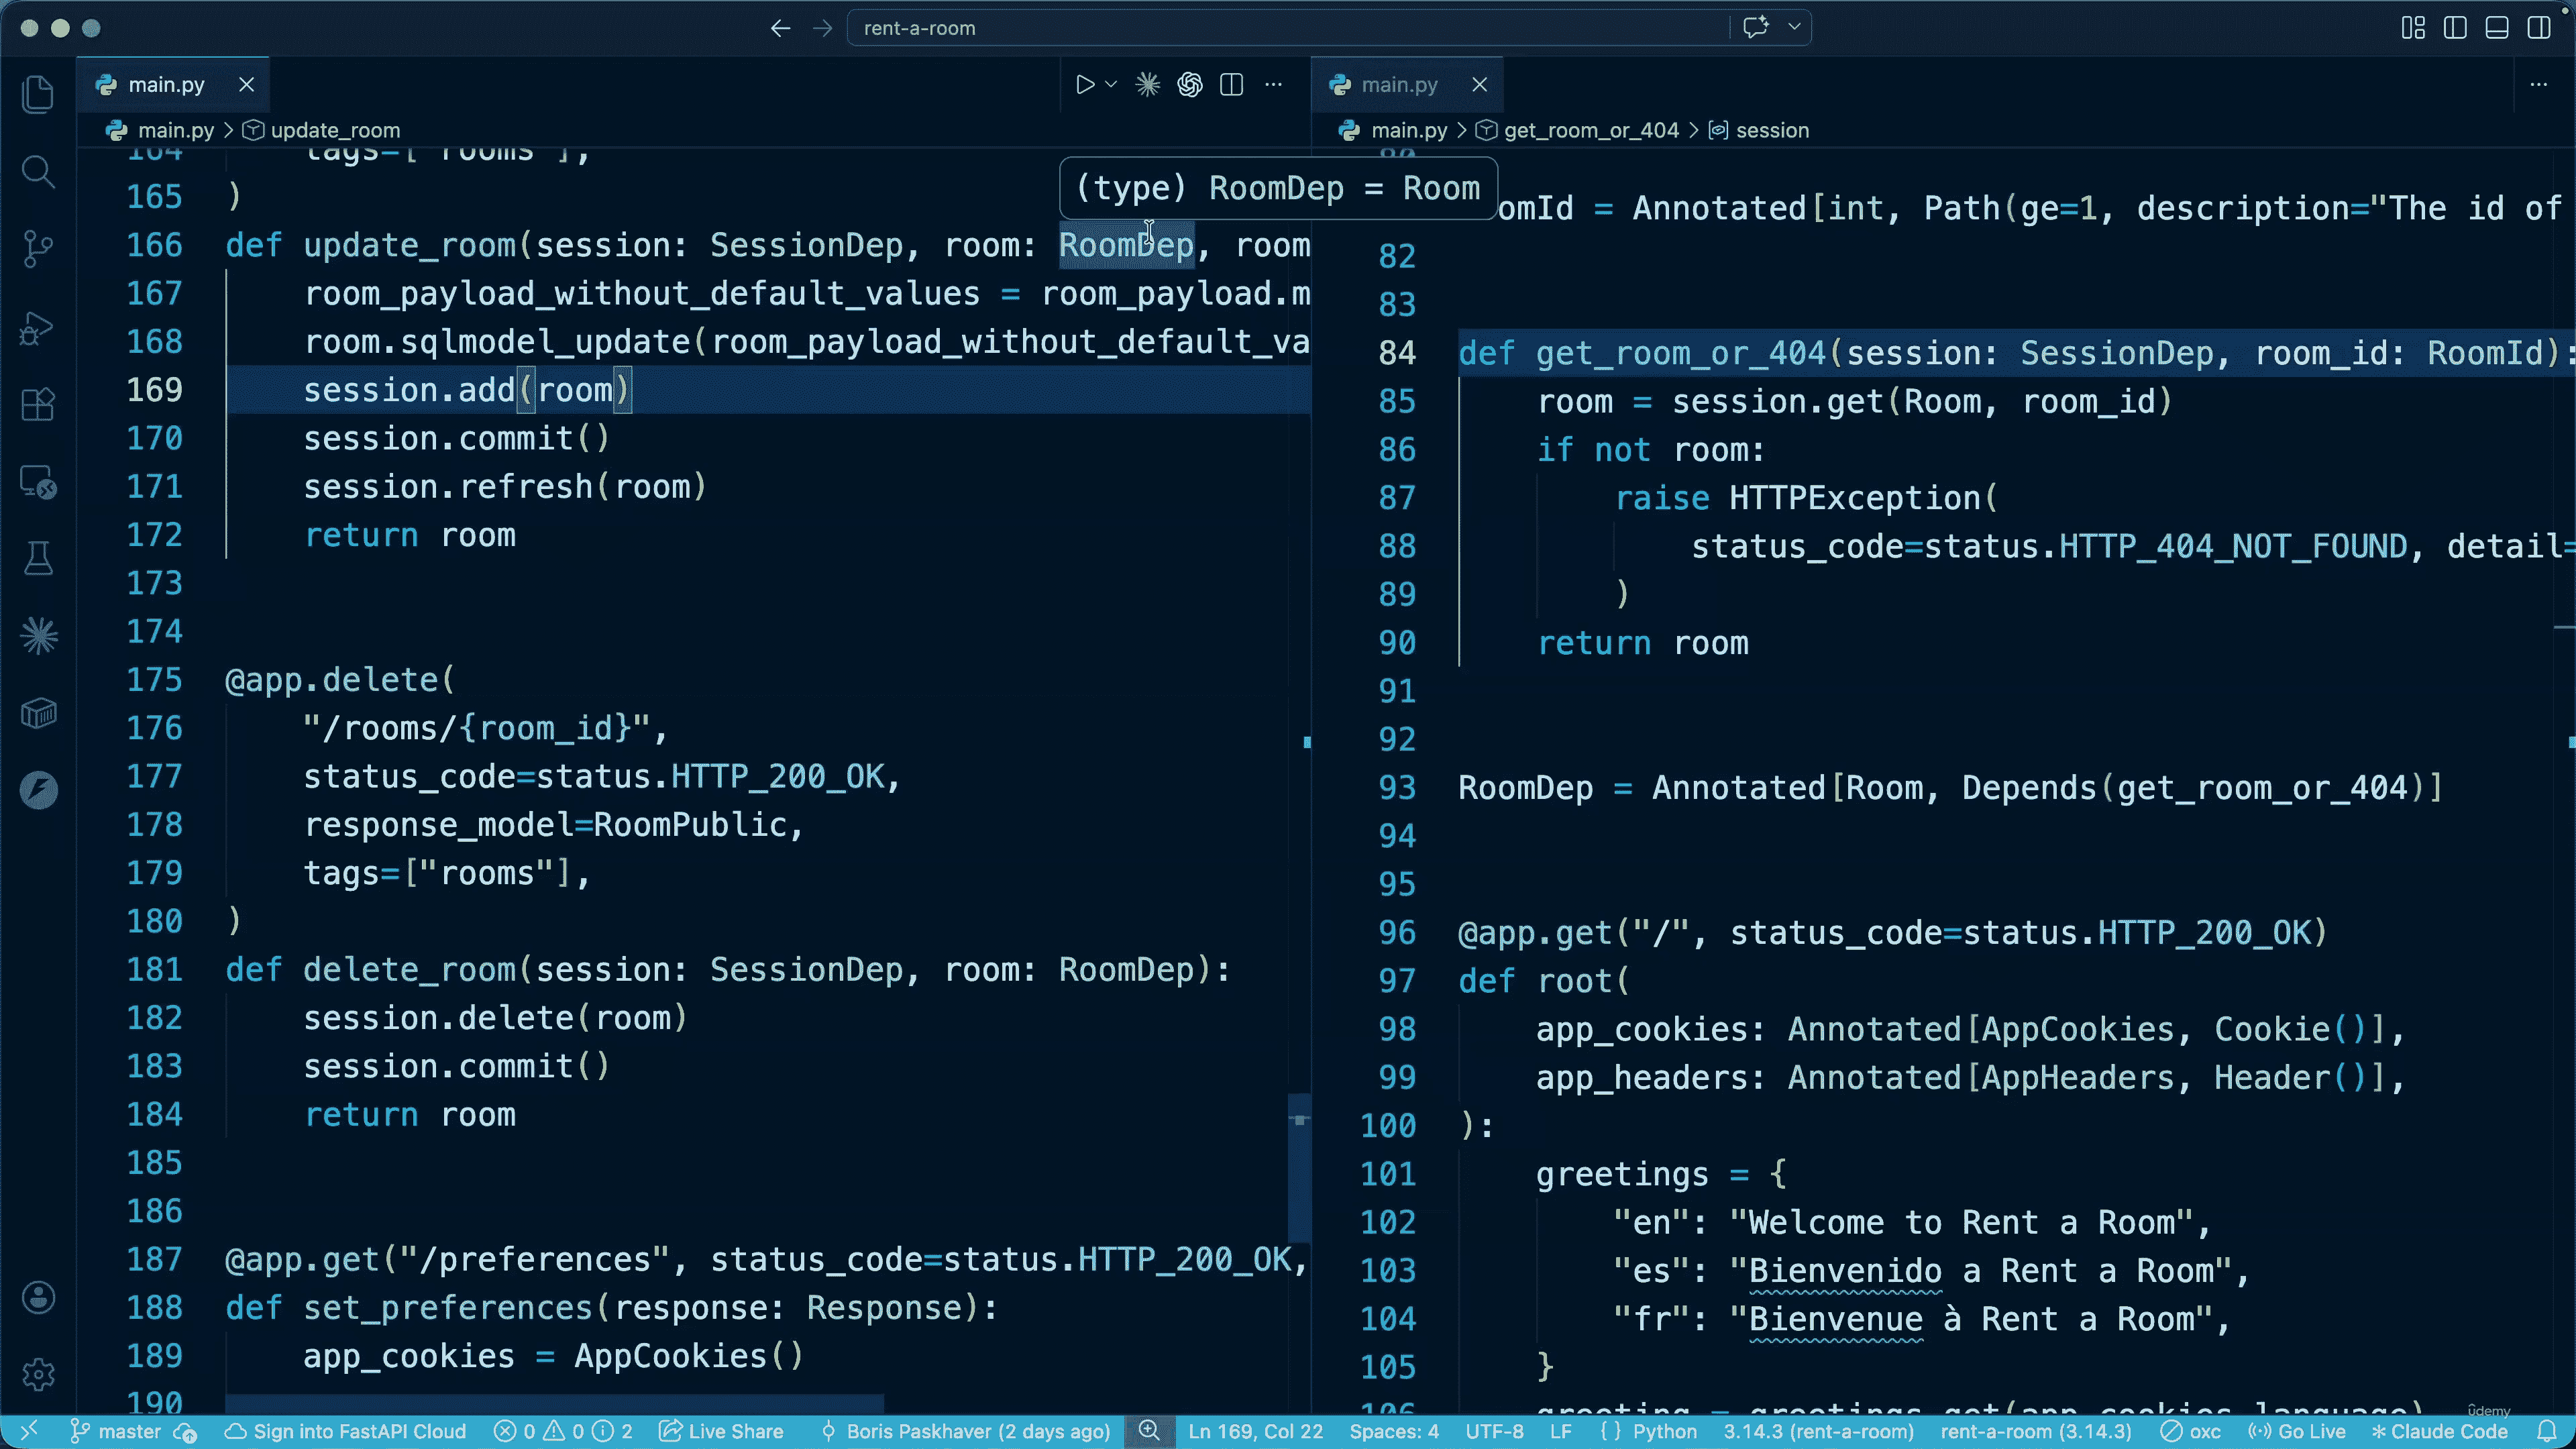 rent-a-room
main.py
main.py > update_room
tags=["rooms"],
165 )
166 def update_room(session: SessionDep, room: RoomDep, room
167 room_payload_without_default_values = room_payload.m
168 room.sqlmodel_update(room_payload_without_default_va
169 session.add(room)
170 session.commit()
171 session.refresh(room)
172 return room
173
174
175 @app.delete(
176 "/rooms/{room_id}",
177 status_code=status.HTTP_200_OK,
178 response_model=RoomPublic,
179 tags=["rooms"],
180 )
181 def delete_room(session: SessionDep, room: RoomDep):
182 session.delete(room)
183 session.commit()
184 return room
185
186
187 @app.get("/preferences", status_code=status.HTTP_200_OK,
188 def set_preferences(response: Response):
189 app_cookies = AppCookies()
190
(type) RoomDep = Room
main.py
main.py > get_room_or_404 > session
80
omId = Annotated[int, Path(ge=1, description="The id of
82
83
84 def get_room_or_404(session: SessionDep, room_id: RoomId):
85 room = session.get(Room, room_id)
86 if not room:
87 raise HTTPException(
88 status_code=status.HTTP_404_NOT_FOUND, detail=
89 )
90 return room
91
92
93 RoomDep = Annotated[Room, Depends(get_room_or_404)]
94
95
96 @app.get("/", status_code=status.HTTP_200_OK)
97 def root(
98 app_cookies: Annotated[AppCookies, Cookie()],
99 app_headers: Annotated[AppHeaders, Header()],
100 ):
101 greetings = {
102 "en": "Welcome to Rent a Room",
103 "es": "Bienvenido a Rent a Room",
104 "fr": "Bienvenue à Rent a Room",
105 }
106 greeting = greetings.get(app_cookies.language)
udemy
master Sign into FastAPI Cloud 0 0 2 Live Share Boris Paskhaver (2 days ago) Ln 169, Col 22 Spaces: 4 UTF-8 LF {} Python 3.14.3 (rent-a-room) rent-a-room (3.14.3) oxc Go Live Claude Code